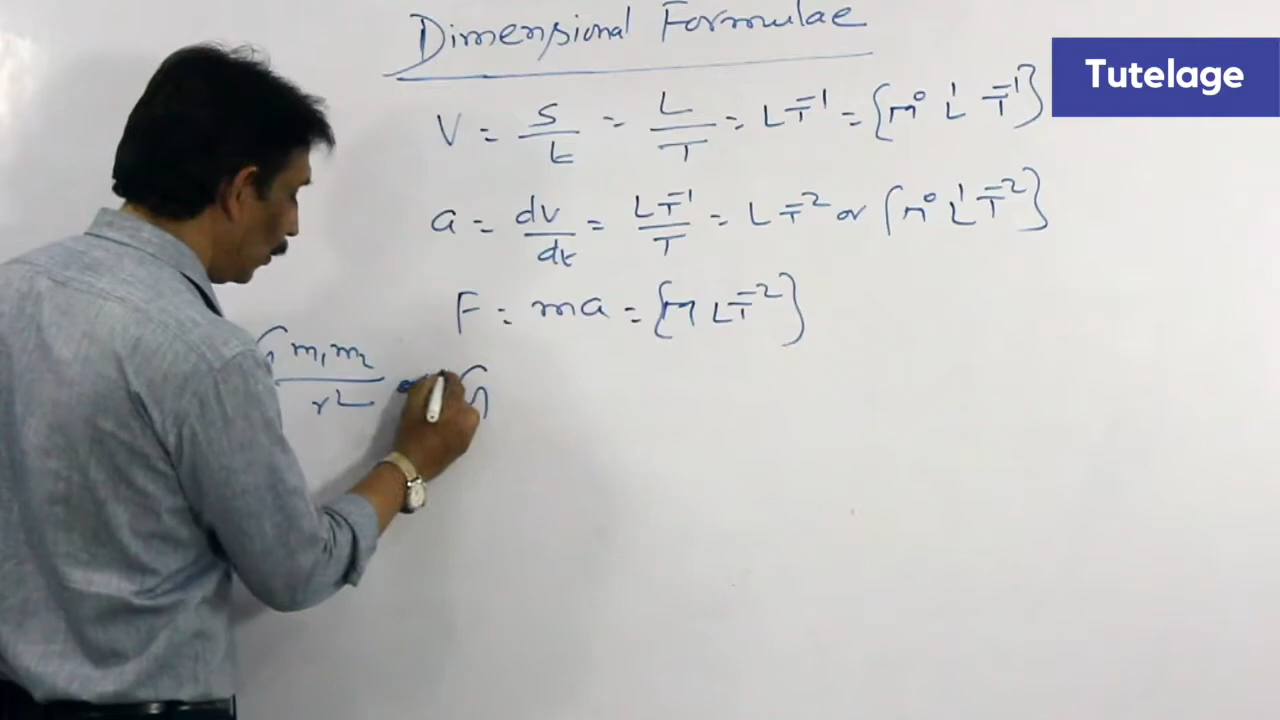 Dimensional Formulae
Tutelage
V = S/t = L/T = LT⁻¹ = {M⁰ L¹ T⁻¹}
a = dv/dt = LT⁻¹/T = LT⁻² or {M⁰ L¹ T⁻²}
F = ma = {M LT⁻²}
G m₁m₂/r² G